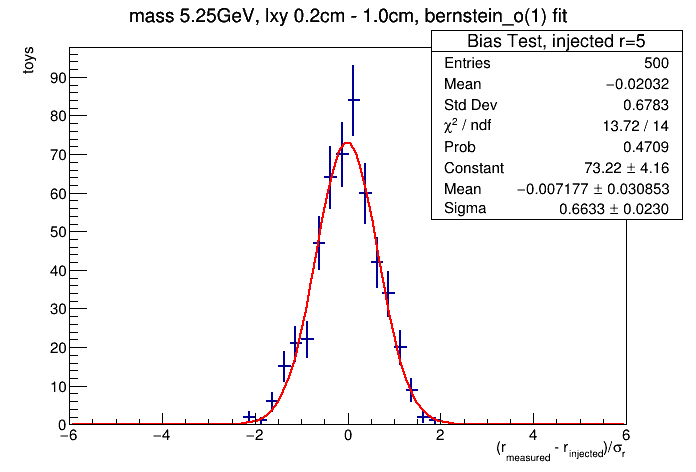 mass 5.25GeV, lxy 0.2cm - 1.0cm, bernstein_o(1) fit
toys
Bias Test, injected r=5
Entries 500
Mean −0.02032
Std Dev 0.6783
χ² / ndf 13.72 / 14
Prob 0.4709
Constant 73.22 ± 4.16
Mean −0.007177 ± 0.030853
Sigma 0.6633 ± 0.0230
90
80
70
60
50
40
30
20
10
0
−6 −4 −2 0 2 4 6
(r_measured - r_injected)/σ_r